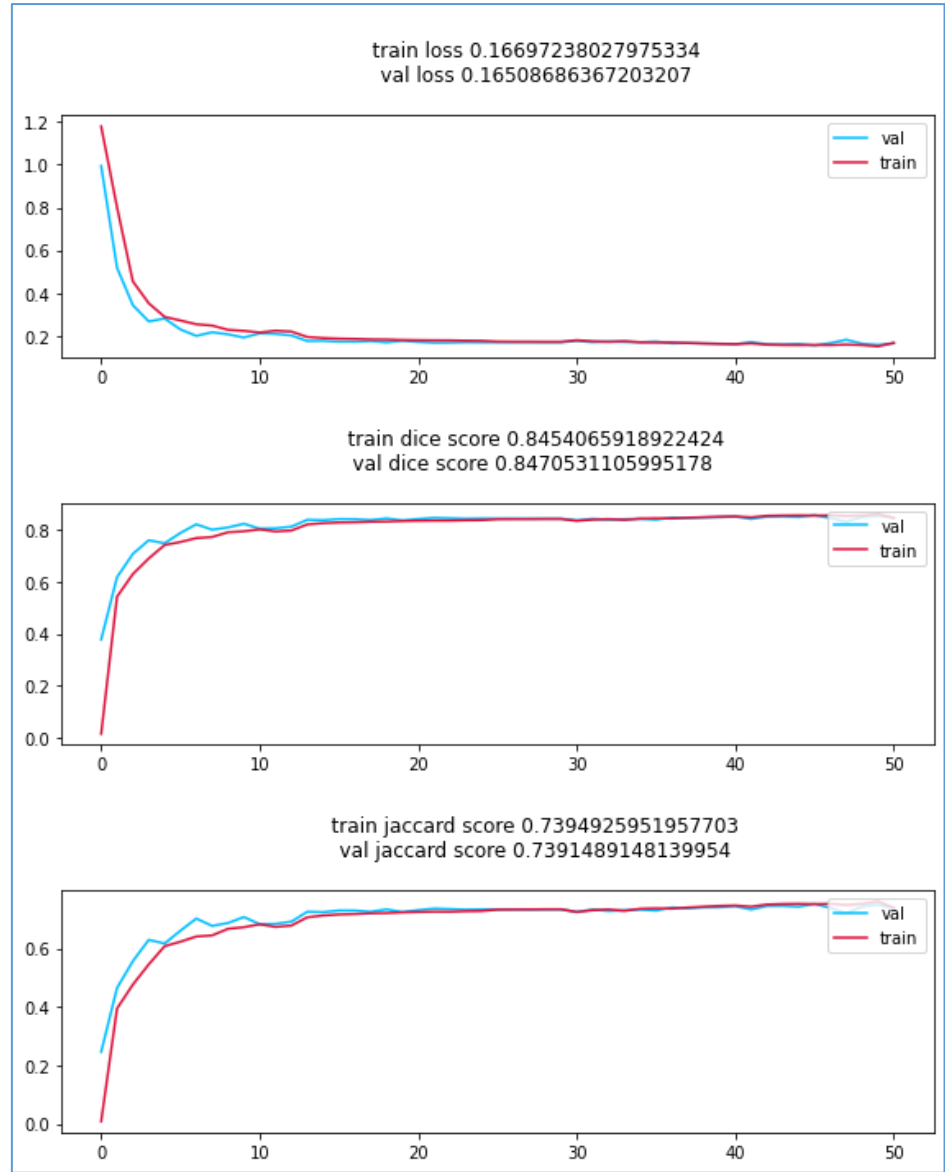 train loss 0.16697238027975334
val loss 0.16508686367203207
1.2
1.0
0.8
0.6
0.4
0.2
val
train
0 10 20 30 40 50
train dice score 0.8454065918922424
val dice score 0.8470531105995178
0.8
0.6
0.4
0.2
0.0
val
train
0 10 20 30 40 50
train jaccard score 0.7394925951957703
val jaccard score 0.7391489148139954
0.6
0.4
0.2
0.0
val
train
0 10 20 30 40 50